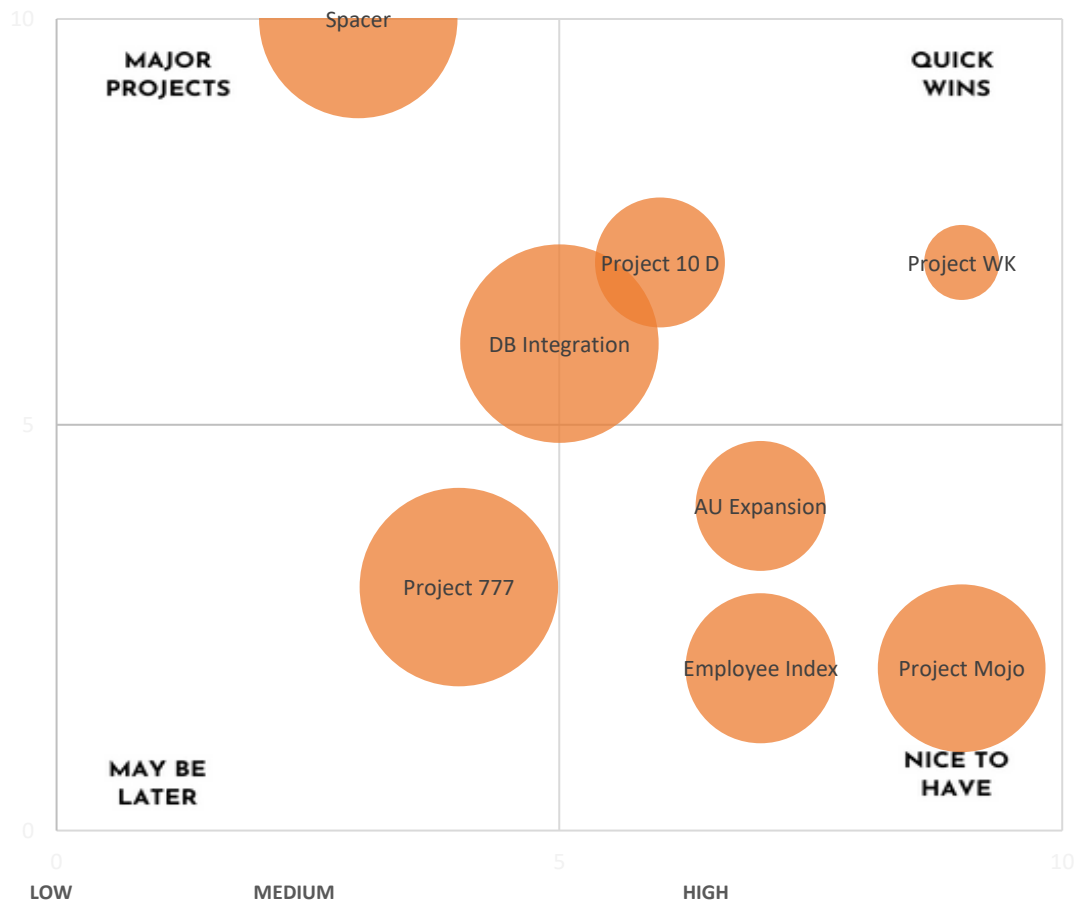 10
Spacer
MAJOR
PROJECTS
QUICK
WINS
Project 10 D
Project WK
DB Integration
5
AU Expansion
Project 777
Employee Index
Project Mojo
MAY BE
LATER
NICE TO
HAVE
0
0
5
10
LOW
MEDIUM
HIGH